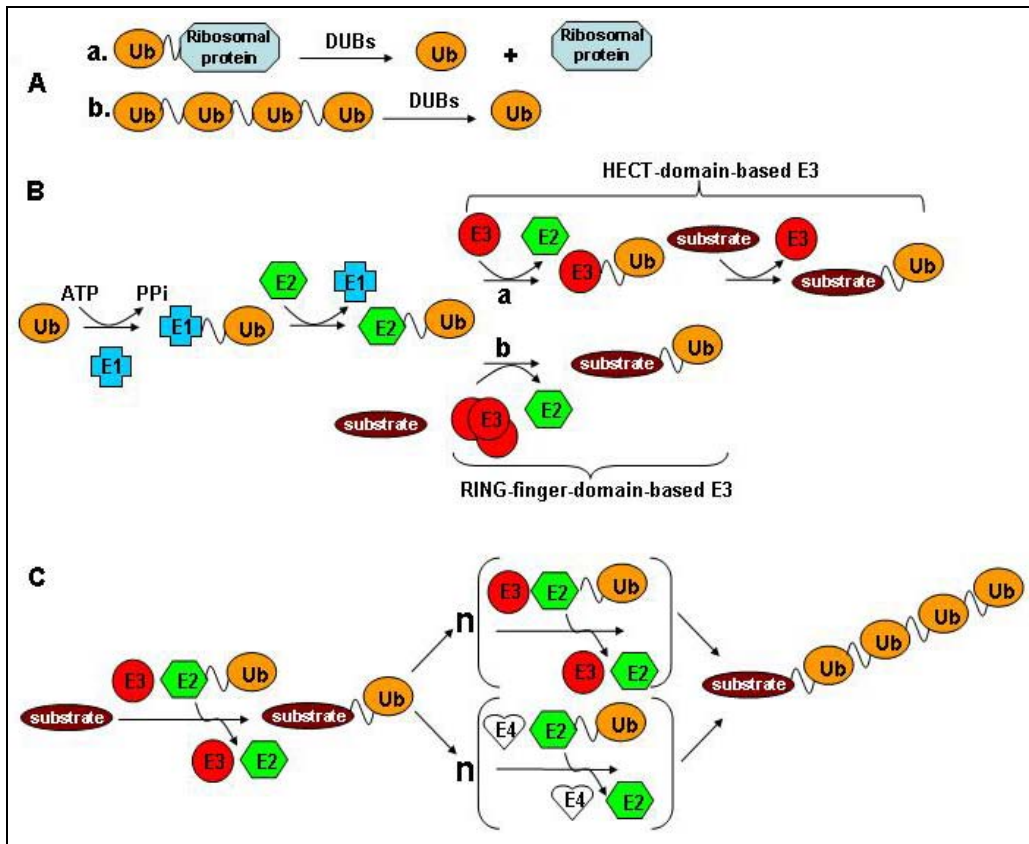 A
a.
Ub
Ribosomal
protein
DUBs
Ub
+
Ribosomal
protein
b.
Ub
Ub
Ub
Ub
DUBs
Ub
B
HECT-domain-based E3
E3
E2
E3
Ub
substrate
E3
substrate
Ub
a
Ub
ATP
PPi
E1
E1
Ub
E2
E1
E2
Ub
b
substrate
E3
E2
substrate
Ub
RING-finger-domain-based E3
C
substrate
E3
E2
Ub
E3
E2
substrate
Ub
n
E3
E2
Ub
E3
E2
n
E4
E2
Ub
E4
E2
substrate
Ub
Ub
Ub
Ub